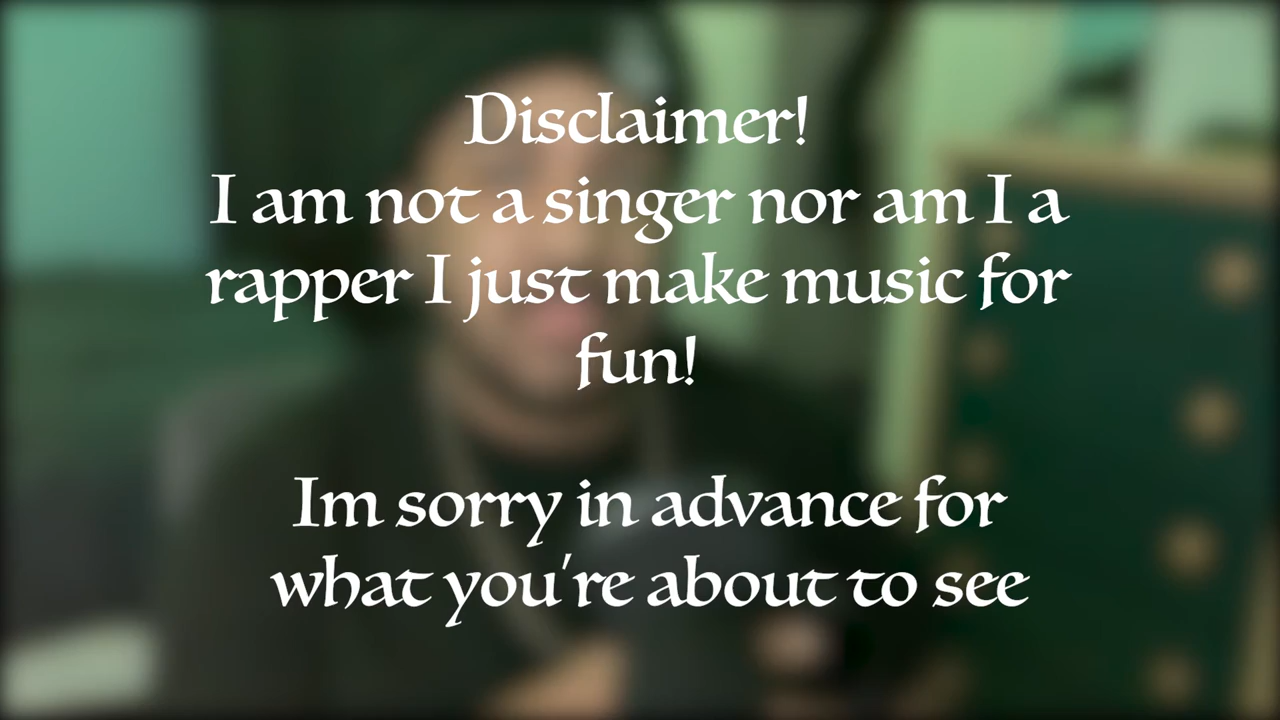 Disclaimer!
I am not a singer nor am I a
rapper I just make music for
fun!
Im sorry in advance for
what you're about to see